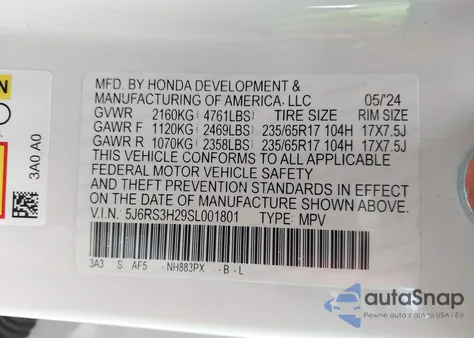 MFD. BY HONDA DEVELOPMENT &
MANUFACTURING OF AMERICA, LLC 05/'24
GVWR 2160KG ( 4761LBS) TIRE SIZE RIM SIZE
GAWR F 1120KG ( 2469LBS) 235/65R17 104H 17X7.5J
GAWR R 1070KG ( 2358LBS) 235/65R17 104H 17X7.5J
THIS VEHICLE CONFORMS TO ALL APPLICABLE
FEDERAL MOTOR VEHICLE SAFETY
AND THEFT PREVENTION STANDARDS IN EFFECT
ON THE DATE OF MANUFACTURE SHOWN ABOVE.
V.I.N. 5J6RS3H29SL001801 TYPE: MPV
3A3 S AF5 NH883PX -B - L
3A0 A0
autoSnap
Pewne auta z aukcji USA i EU